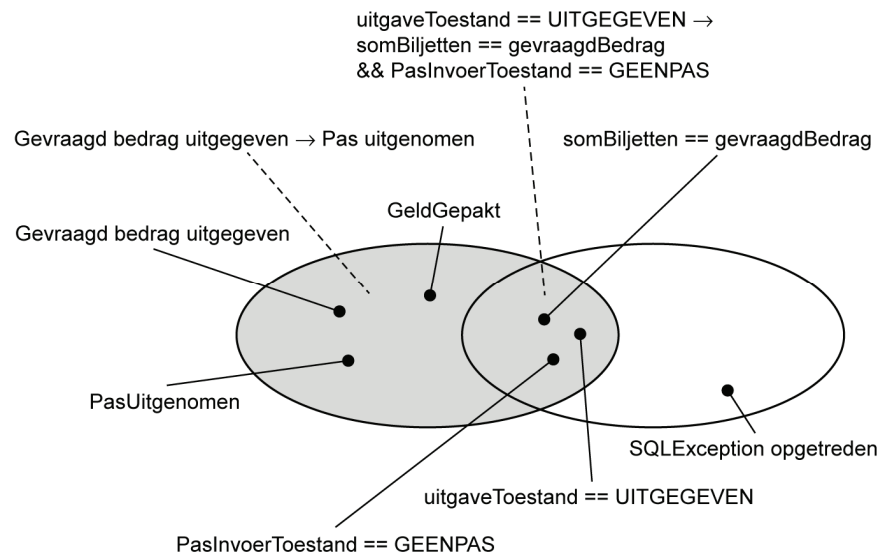 uitgaveToestand == UITGEGEVEN →
somBiljetten == gevraagdBedrag
&& PasInvoerToestand == GEENPAS
Gevraagd bedrag uitgegeven → Pas uitgenomen
somBiljetten == gevraagdBedrag
GeldGepakt
Gevraagd bedrag uitgegeven
PasUitgenomen
SQLException opgetreden
uitgaveToestand == UITGEGEVEN
PasInvoerToestand == GEENPAS